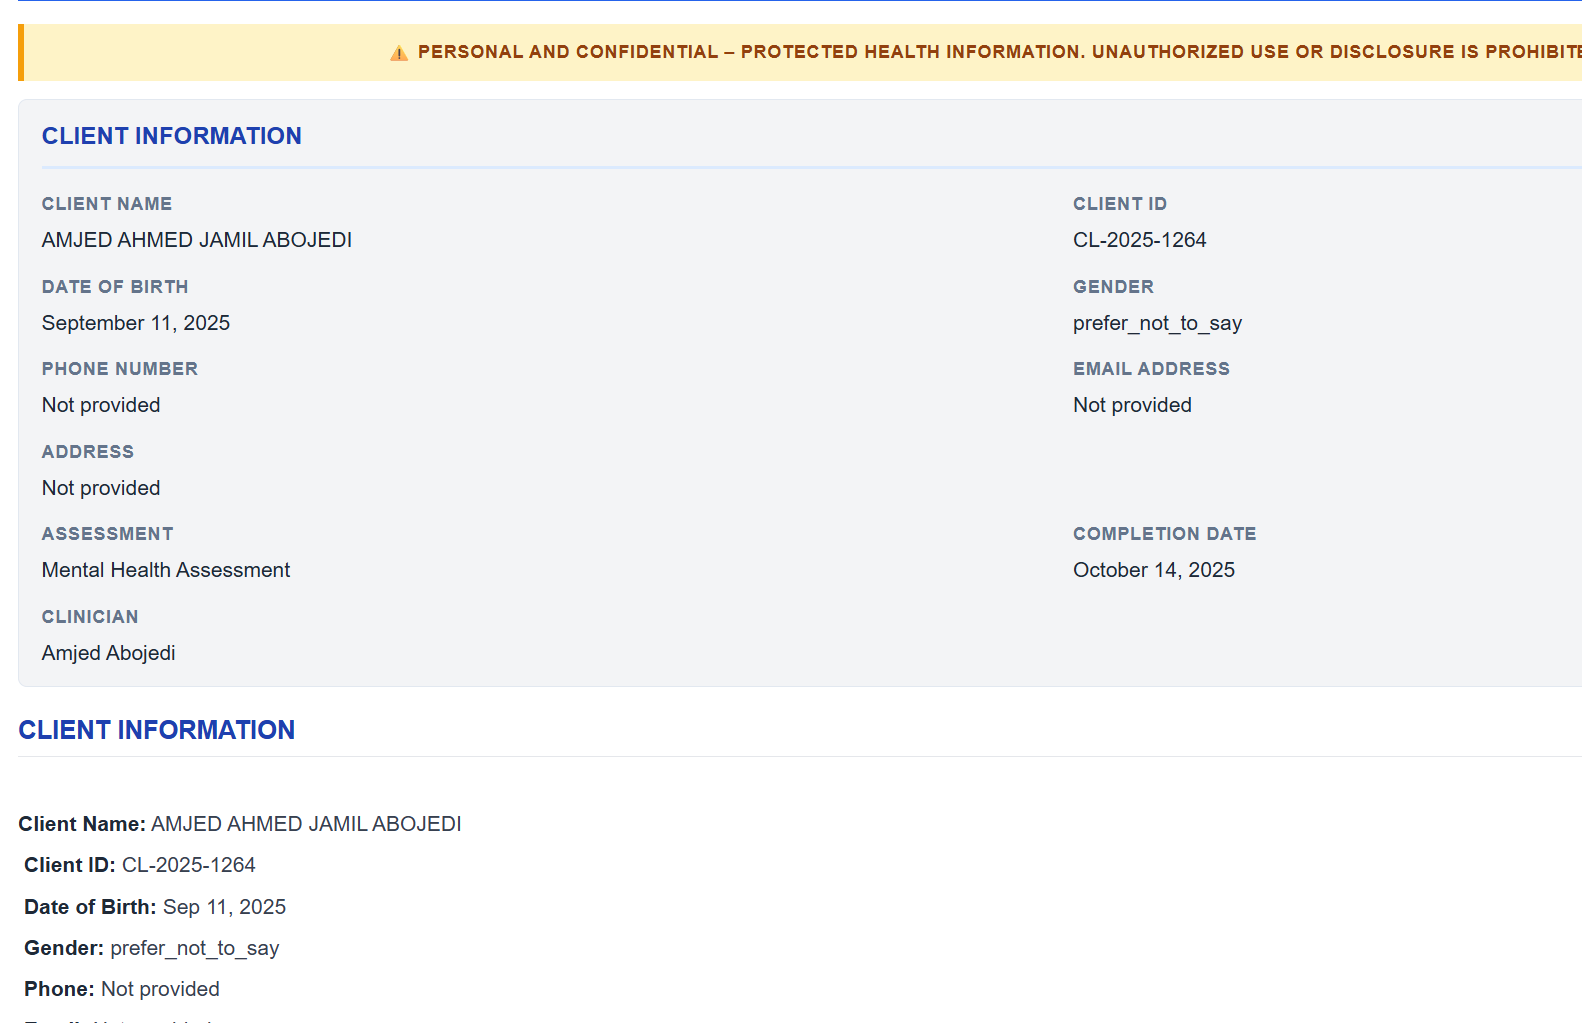 ⚠ PERSONAL AND CONFIDENTIAL – PROTECTED HEALTH INFORMATION. UNAUTHORIZED USE OR DISCLOSURE IS
CLIENT INFORMATION
CLIENT NAME
AMJED AHMED JAMIL ABOJEDI
CLIENT ID
CL-2025-1264
DATE OF BIRTH
September 11, 2025
GENDER
prefer_not_to_say
PHONE NUMBER
Not provided
EMAIL ADDRESS
Not provided
ADDRESS
Not provided
ASSESSMENT
Mental Health Assessment
COMPLETION DATE
October 14, 2025
CLINICIAN
Amjed Abojedi
CLIENT INFORMATION
Client Name: AMJED AHMED JAMIL ABOJEDI
Client ID: CL-2025-1264
Date of Birth: Sep 11, 2025
Gender: prefer_not_to_say
Phone: Not provided